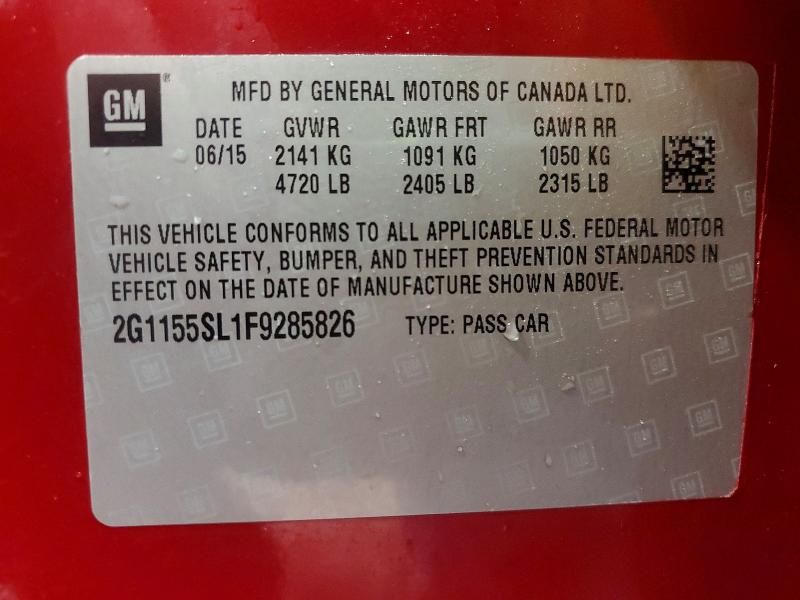 GM® MFD BY GENERAL MOTORS OF CANADA LTD.
DATE GVWR GAWR FRT GAWR RR
06/15 2141 KG 1091 KG 1050 KG
4720 LB 2405 LB 2315 LB
THIS VEHICLE CONFORMS TO ALL APPLICABLE U.S. FEDERAL MOTOR
VEHICLE SAFETY, BUMPER, AND THEFT PREVENTION STANDARDS IN
EFFECT ON THE DATE OF MANUFACTURE SHOWN ABOVE.
2G1155SL1F9285826 TYPE: PASS CAR